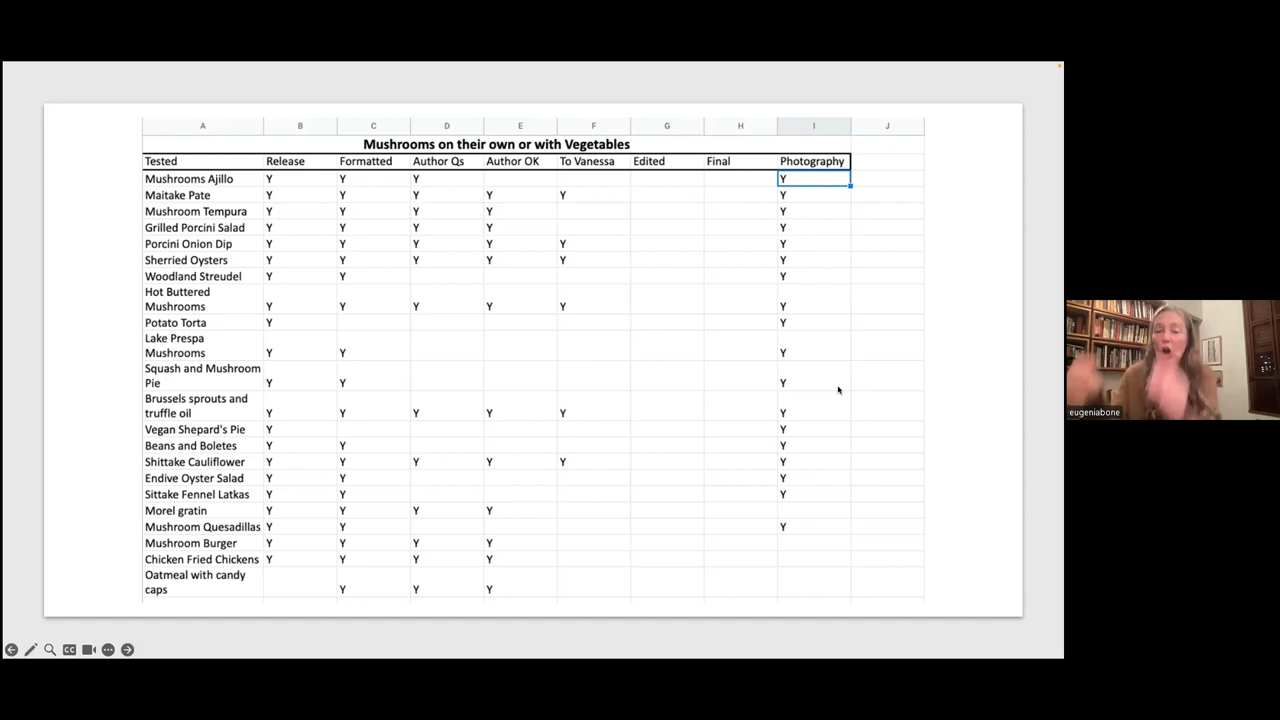 A B C D E F G H I J
Mushrooms on their own or with Vegetables
Tested Release Formatted Author Qs Author OK To Vanessa Edited Final Photography
Mushrooms Ajillo Y Y Y Y
Maitake Pate Y Y Y Y Y Y
Mushroom Tempura Y Y Y Y Y
Grilled Porcini Salad Y Y Y Y Y
Porcini Onion Dip Y Y Y Y Y Y
Sherried Oysters Y Y Y Y Y Y
Woodland Streudel Y Y Y
Hot Buttered
Mushrooms Y Y Y Y Y Y
Potato Torta Y Y
Lake Prespa
Mushrooms Y Y Y
Squash and Mushroom
Pie Y Y Y
Brussels sprouts and
truffle oil Y Y Y Y Y Y
Vegan Shepard's Pie Y Y
Beans and Boletes Y Y Y
Shittake Cauliflower Y Y Y Y Y Y
Endive Oyster Salad Y Y Y
Sittake Fennel Latkas Y Y Y
Morel gratin Y Y Y Y
Mushroom Quesadillas Y Y Y
Mushroom Burger Y Y Y Y
Chicken Fried Chickens Y Y Y Y
Oatmeal with candy
caps Y Y Y
CC
eugeniabone